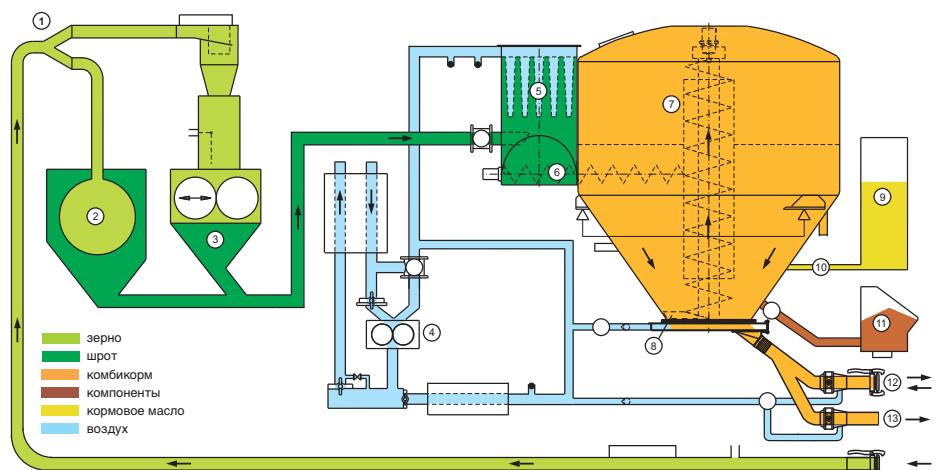 1
5
7
6
2
9
3
10
4
11
8
12
13
зерно
шрот
комбикорм
компоненты
кормовое масло
воздух